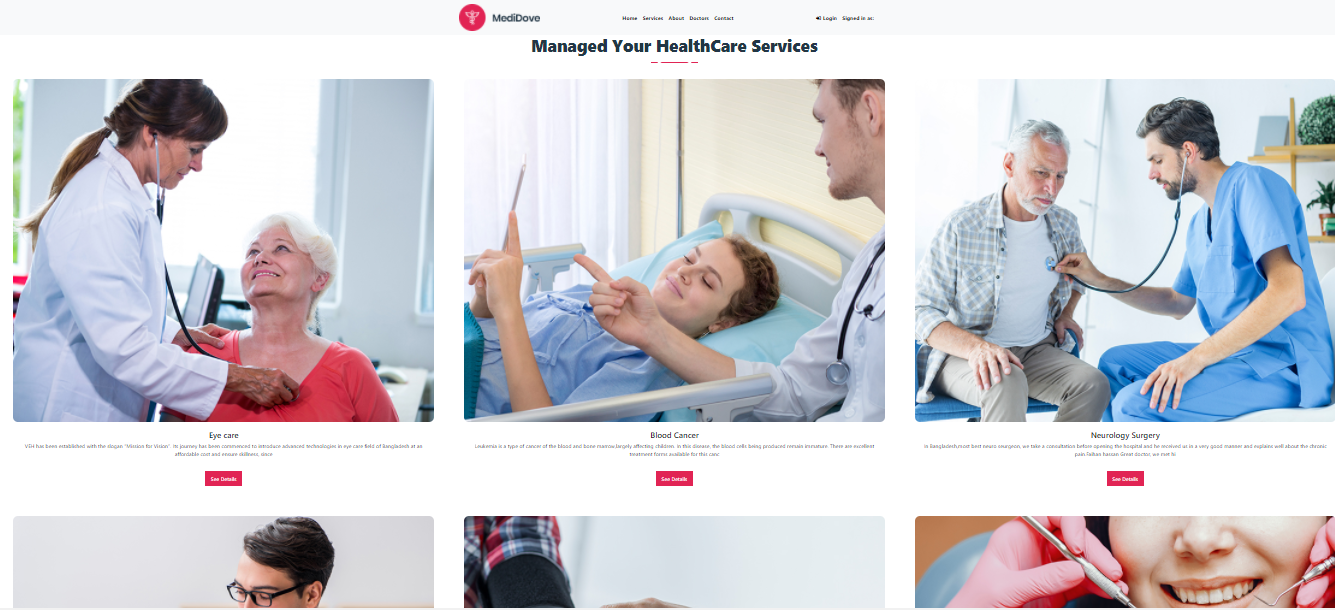 MediDove
Home Services About Doctors Contact
Login Signed in as:
Managed Your HealthCare Services
Eye care
VEH has been established with the slogan "Mission for Vision". Its journey has been commenced to introduce advanced technologies in eye care field of Bangladesh at an
affordable cost and ensure skillness, since
See Details
Blood Cancer
Leukemia is a type of cancer of the blood and bone marrow,largely affecting children. In this disease, the blood cells being produced remain immature. There are excellent
treatment forms available for this canc
See Details
Neurology Surgery
In Bangladesh,most best neuro seurgeon, we take a consultation before opening the hospital and he received us in a very good manner and explains well about the chronic
pain. hassan Great doctor, we met hi
See Details